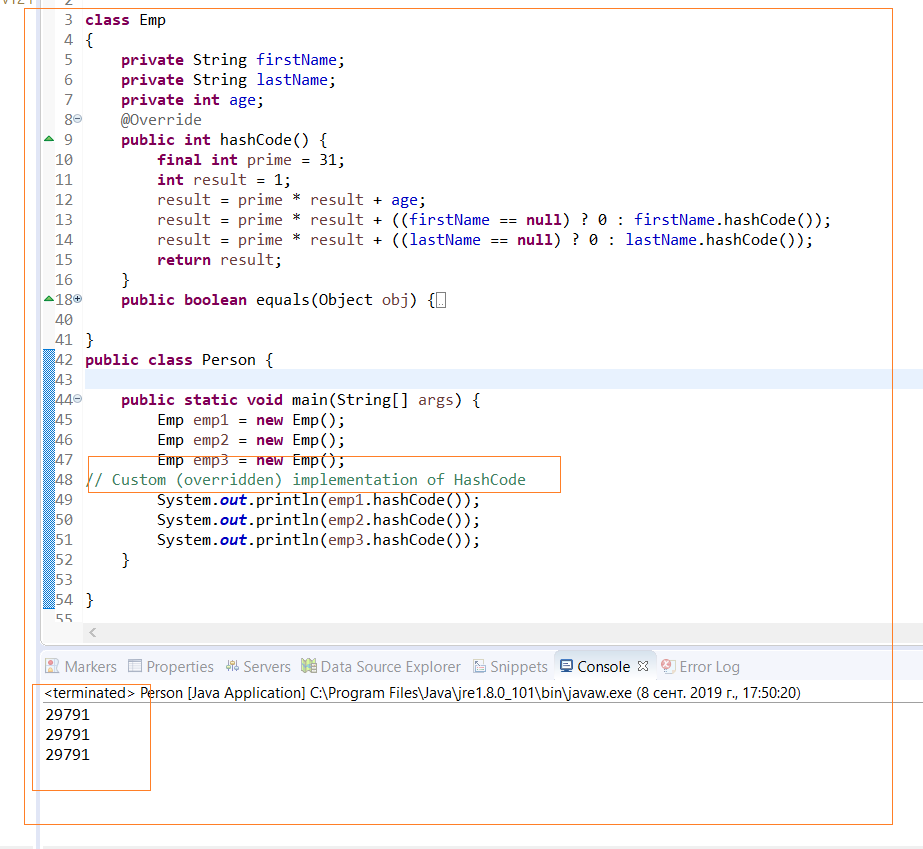 3 class Emp
4 {
5 private String firstName;
6 private String lastName;
7 private int age;
8 @Override
9 public int hashCode() {
10 final int prime = 31;
11 int result = 1;
12 result = prime * result + age;
13 result = prime * result + ((firstName == null) ? 0 : firstName.hashCode());
14 result = prime * result + ((lastName == null) ? 0 : lastName.hashCode());
15 return result;
16 }
18 public boolean equals(Object obj) {
40
41 }
42 public class Person {
43
44 public static void main(String[] args) {
45 Emp emp1 = new Emp();
46 Emp emp2 = new Emp();
47 Emp emp3 = new Emp();
48 // Custom (overridden) implementation of HashCode
49 System.out.println(emp1.hashCode());
50 System.out.println(emp2.hashCode());
51 System.out.println(emp3.hashCode());
52 }
53
54 }
55
Markers Properties Servers Data Source Explorer Snippets Console Error Log
<terminated> Person [Java Application] C:\Program Files\Java\jre1.8.0_101\bin\javaw.exe (8 сент. 2019 г., 17:50:20)
29791
29791
29791